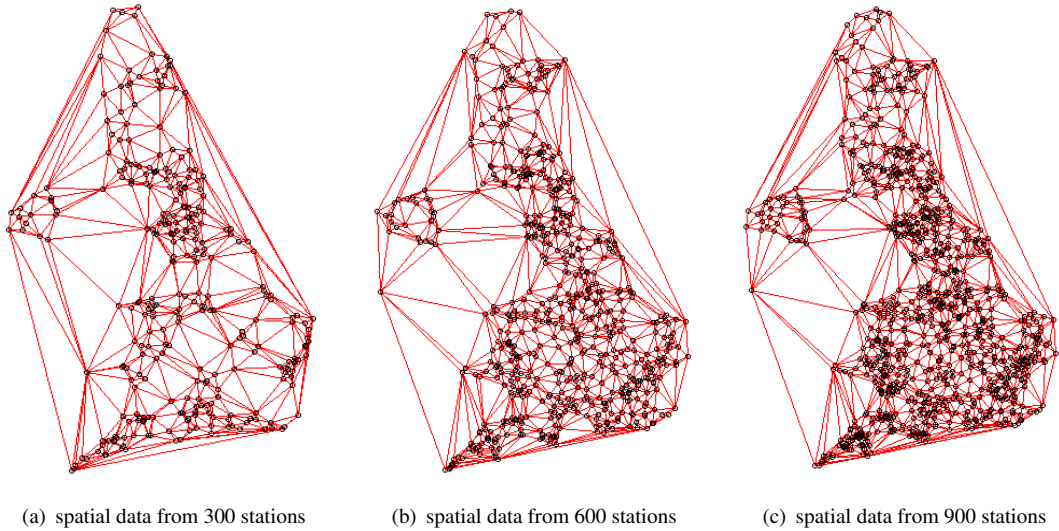 (a) spatial data from 300 stations
(b) spatial data from 600 stations
(c) spatial data from 900 stations